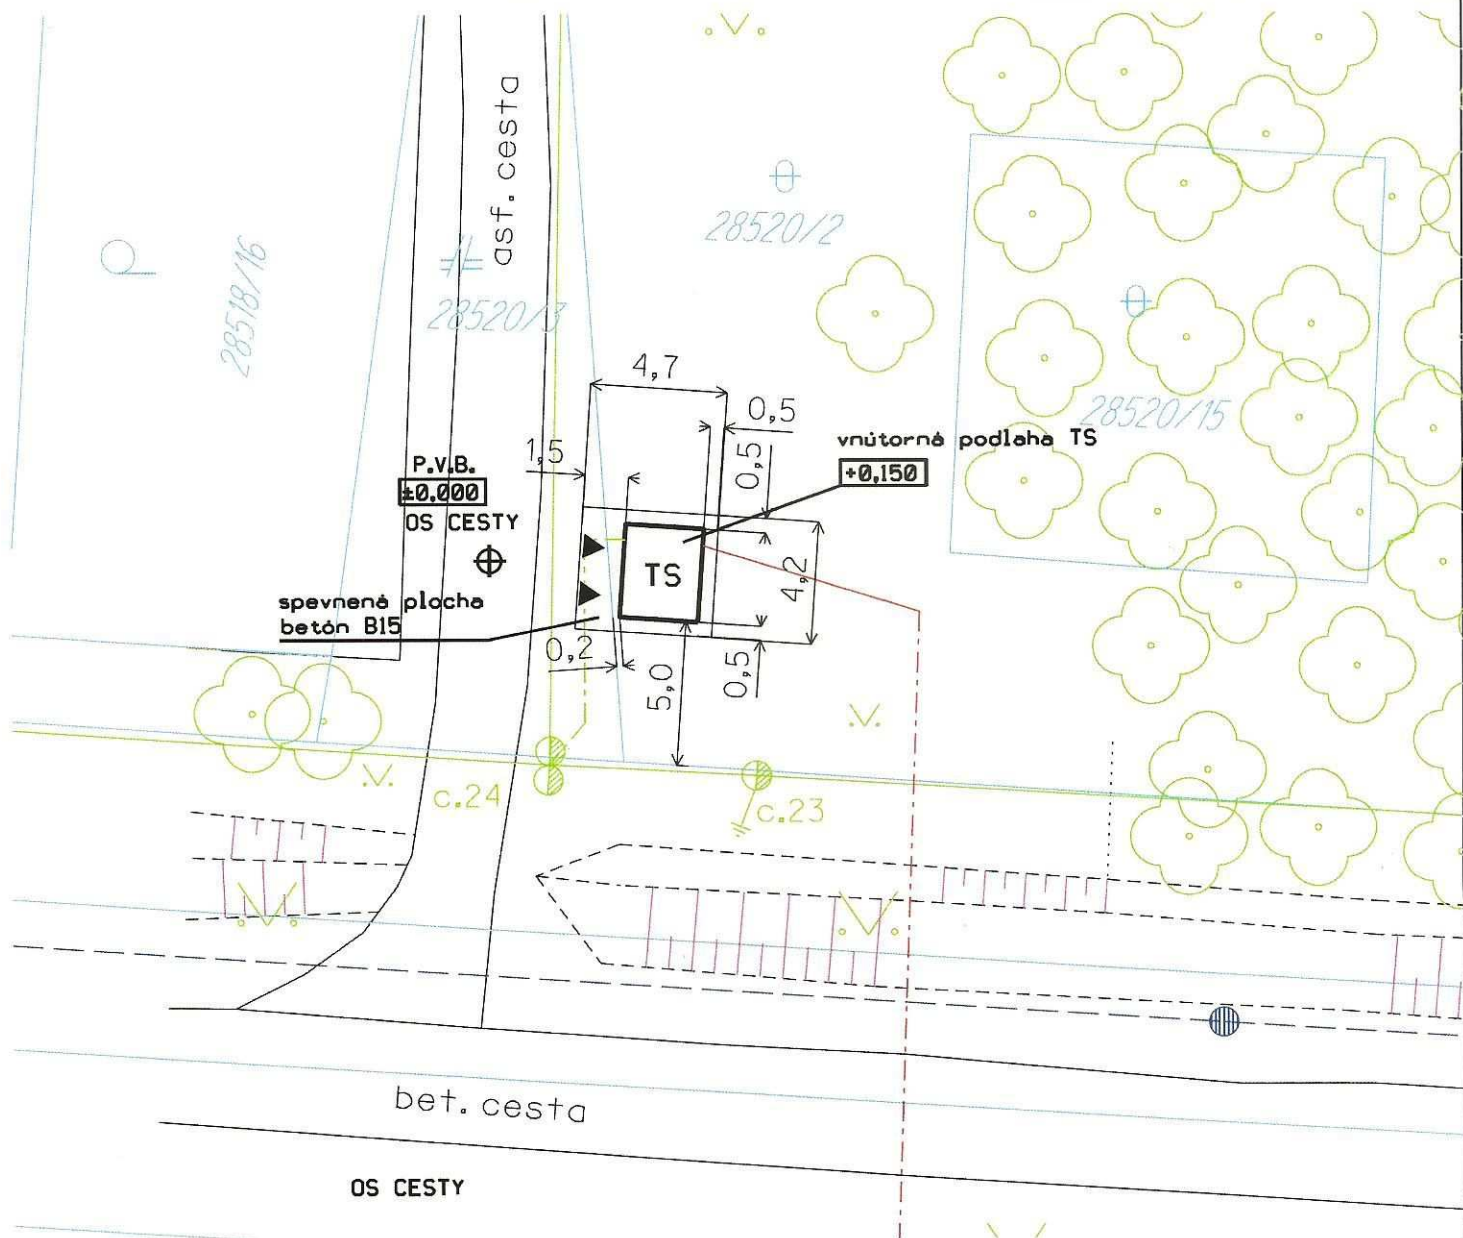 asf. cesta
28518/16
28520/3
28520/2
28520/15
4,7
0,5
1,5
0,5
vnútorná podlaha TS
+0,150
P.V.B.
±0,000
OS CESTY
TS
4,2
spevnená plocha
betón B15
0,2
5,0
0,5
c.24
c.23
bet. cesta
OS CESTY